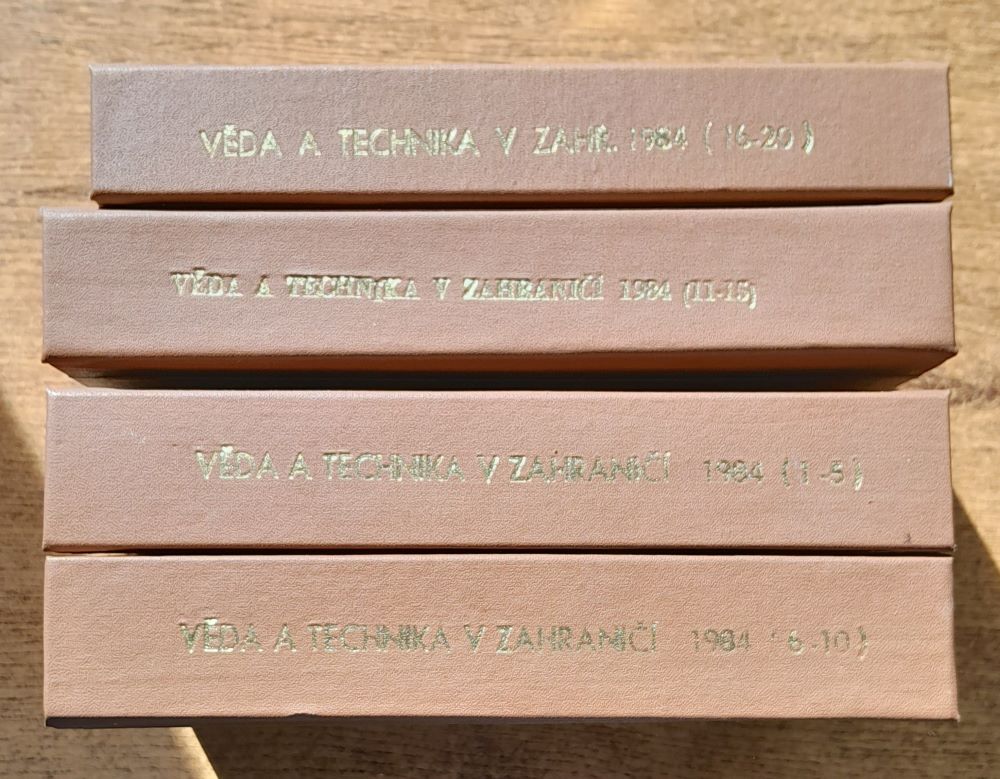 VĚDA A TECHNIKA V ZAHR. 1984 (16-20)
VĚDA A TECHNIKA V ZAHRANIČÍ 1984 (11-15)
VĚDA A TECHNIKA V ZAHRANIČÍ 1984 (1-5)
VĚDA A TECHNIKA V ZAHRANIČÍ 1984 (6-10)